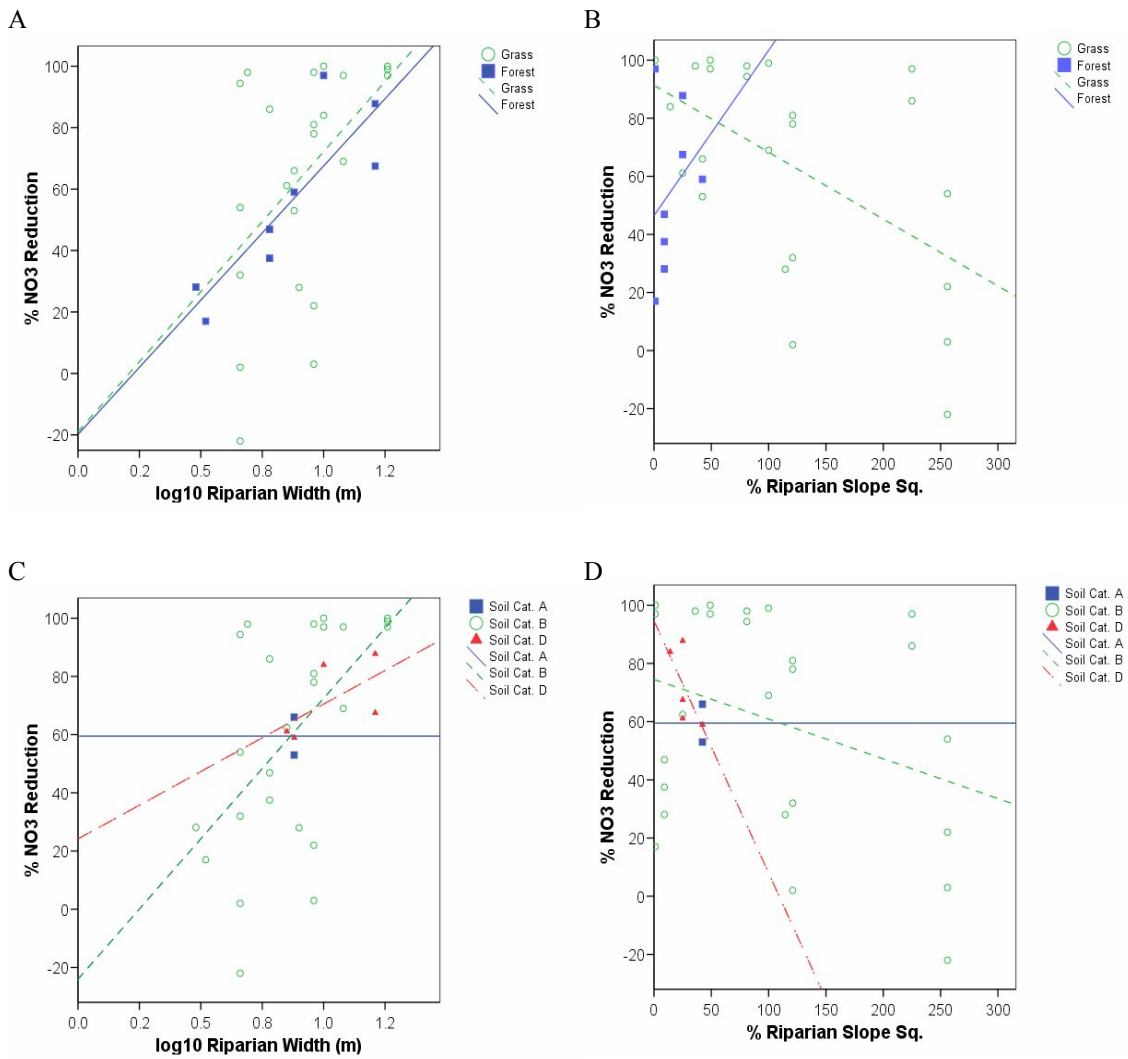 A
% NO3 Reduction
100
80
60
40
20
0
-20
0.0 0.2 0.5 0.8 1.0 1.2
log10 Riparian Width (m)
Grass
Forest
Grass
Forest
B
% NO3 Reduction
100
80
60
40
20
0
-20
0 50 100 150 200 250 300
% Riparian Slope Sq.
Grass
Forest
Grass
Forest
C
% NO3 Reduction
100
80
60
40
20
0
-20
0.0 0.2 0.5 0.8 1.0 1.2
log10 Riparian Width (m)
Soil Cat. A
Soil Cat. B
Soil Cat. D
Soil Cat. A
Soil Cat. B
Soil Cat. D
D
% NO3 Reduction
100
80
60
40
20
0
-20
0 50 100 150 200 250 300
% Riparian Slope Sq.
Soil Cat. A
Soil Cat. B
Soil Cat. D
Soil Cat. A
Soil Cat. B
Soil Cat. D